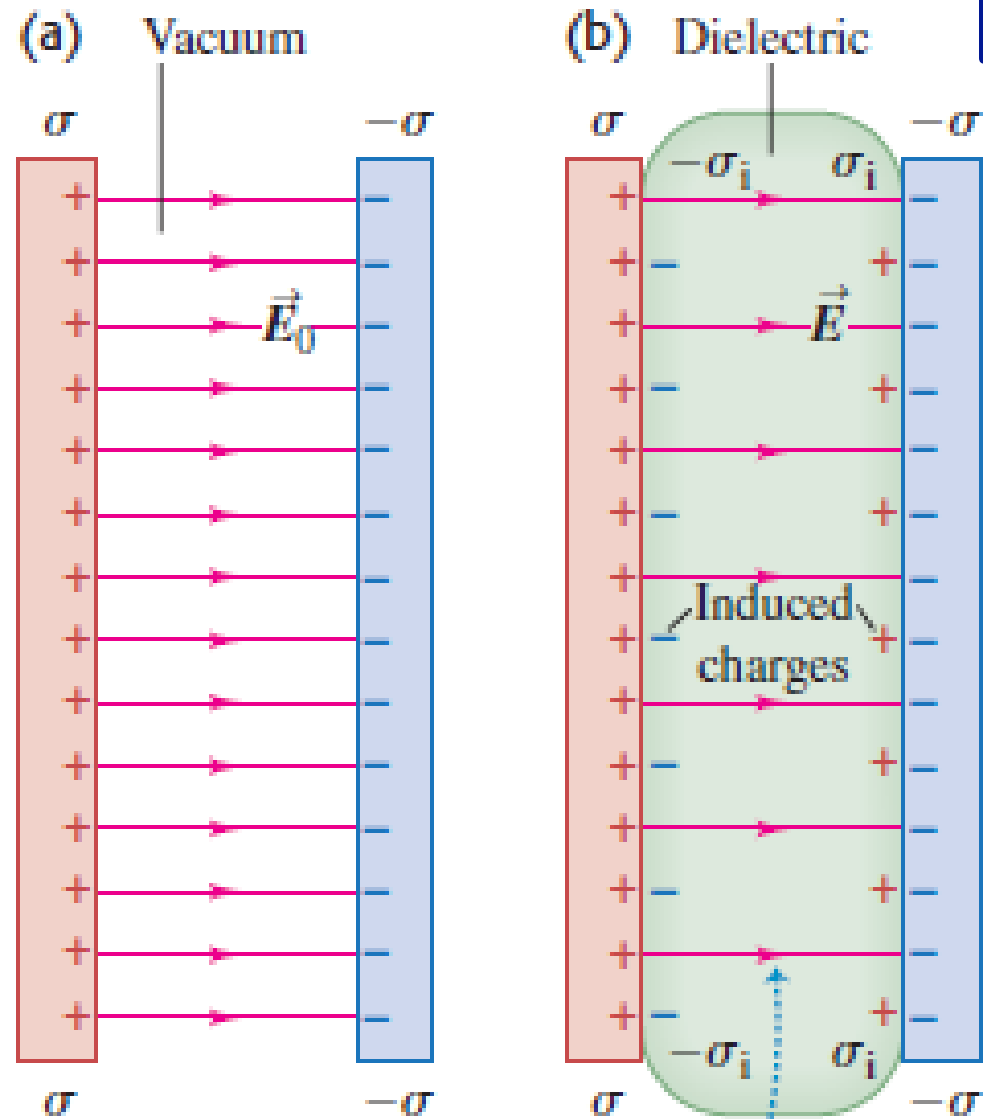 (a) Vacuum
σ −σ
E⃗₀
σ −σ
(b) Dielectric
σ −σ
−σᵢ σᵢ
E⃗
Induced
charges
−σᵢ σᵢ
σ −σ